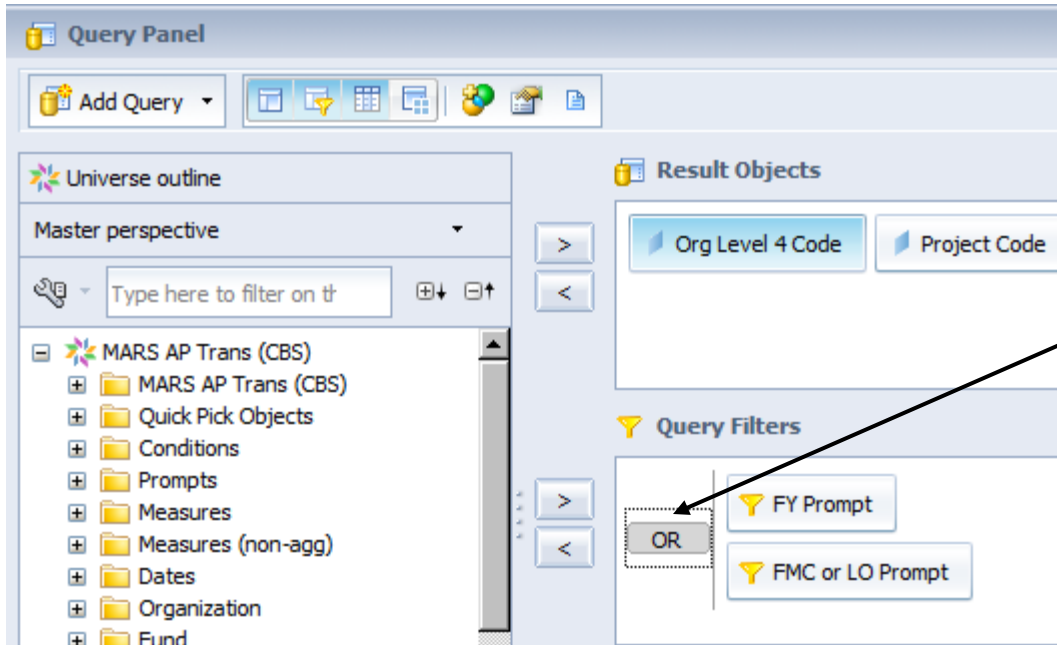 Query Panel
Add Query
Universe outline
Master perspective
Type here to filter on th
MARS AP Trans (CBS)
MARS AP Trans (CBS)
Quick Pick Objects
Conditions
Prompts
Measures
Measures (non-agg)
Dates
Organization
Fund
>
<
>
<
Result Objects
Org Level 4 Code Project Code
Query Filters
FY Prompt
OR
FMC or LO Prompt